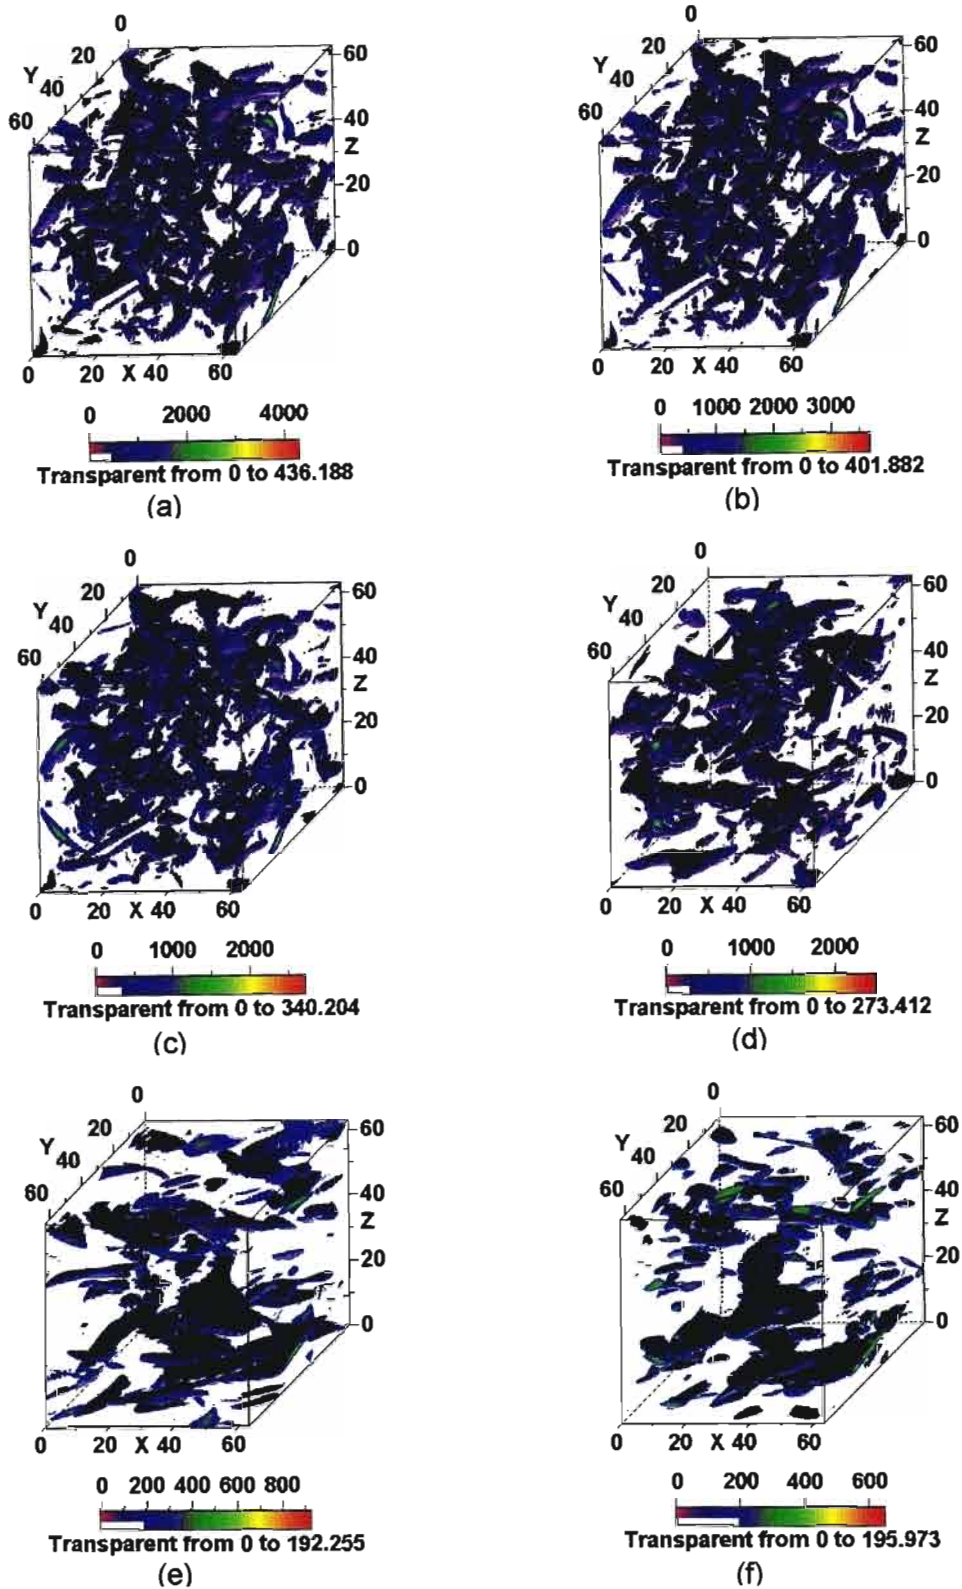 0
20
Y 40
60
60
40
Z
20
0
0 20 X 40 60
0 2000 4000
Transparent from 0 to 436.188
(a)
0
20
Y
40
60
60
40
Z
20
0
0 20 X 40 60
0 1000 2000 3000
Transparent from 0 to 401.882
(b)
0
20
Y 40
60
60
40
Z
20
0
0 20 X 40 60
0 1000 2000
Transparent from 0 to 340.204
(c)
0
20
Y 40
60
60
40
Z
20
0
0 20 X 40 60
0 1000 2000
Transparent from 0 to 273.412
(d)
0
20
Y 40
60
60
40
Z
20
0
0 20 X 40 60
0 200 400 600 800
Transparent from 0 to 192.255
(e)
0
20
Y 40
60
60
40
Z
20
0
0 20 X 40 60
0 200 400 600
Transparent from 0 to 195.973
(f)